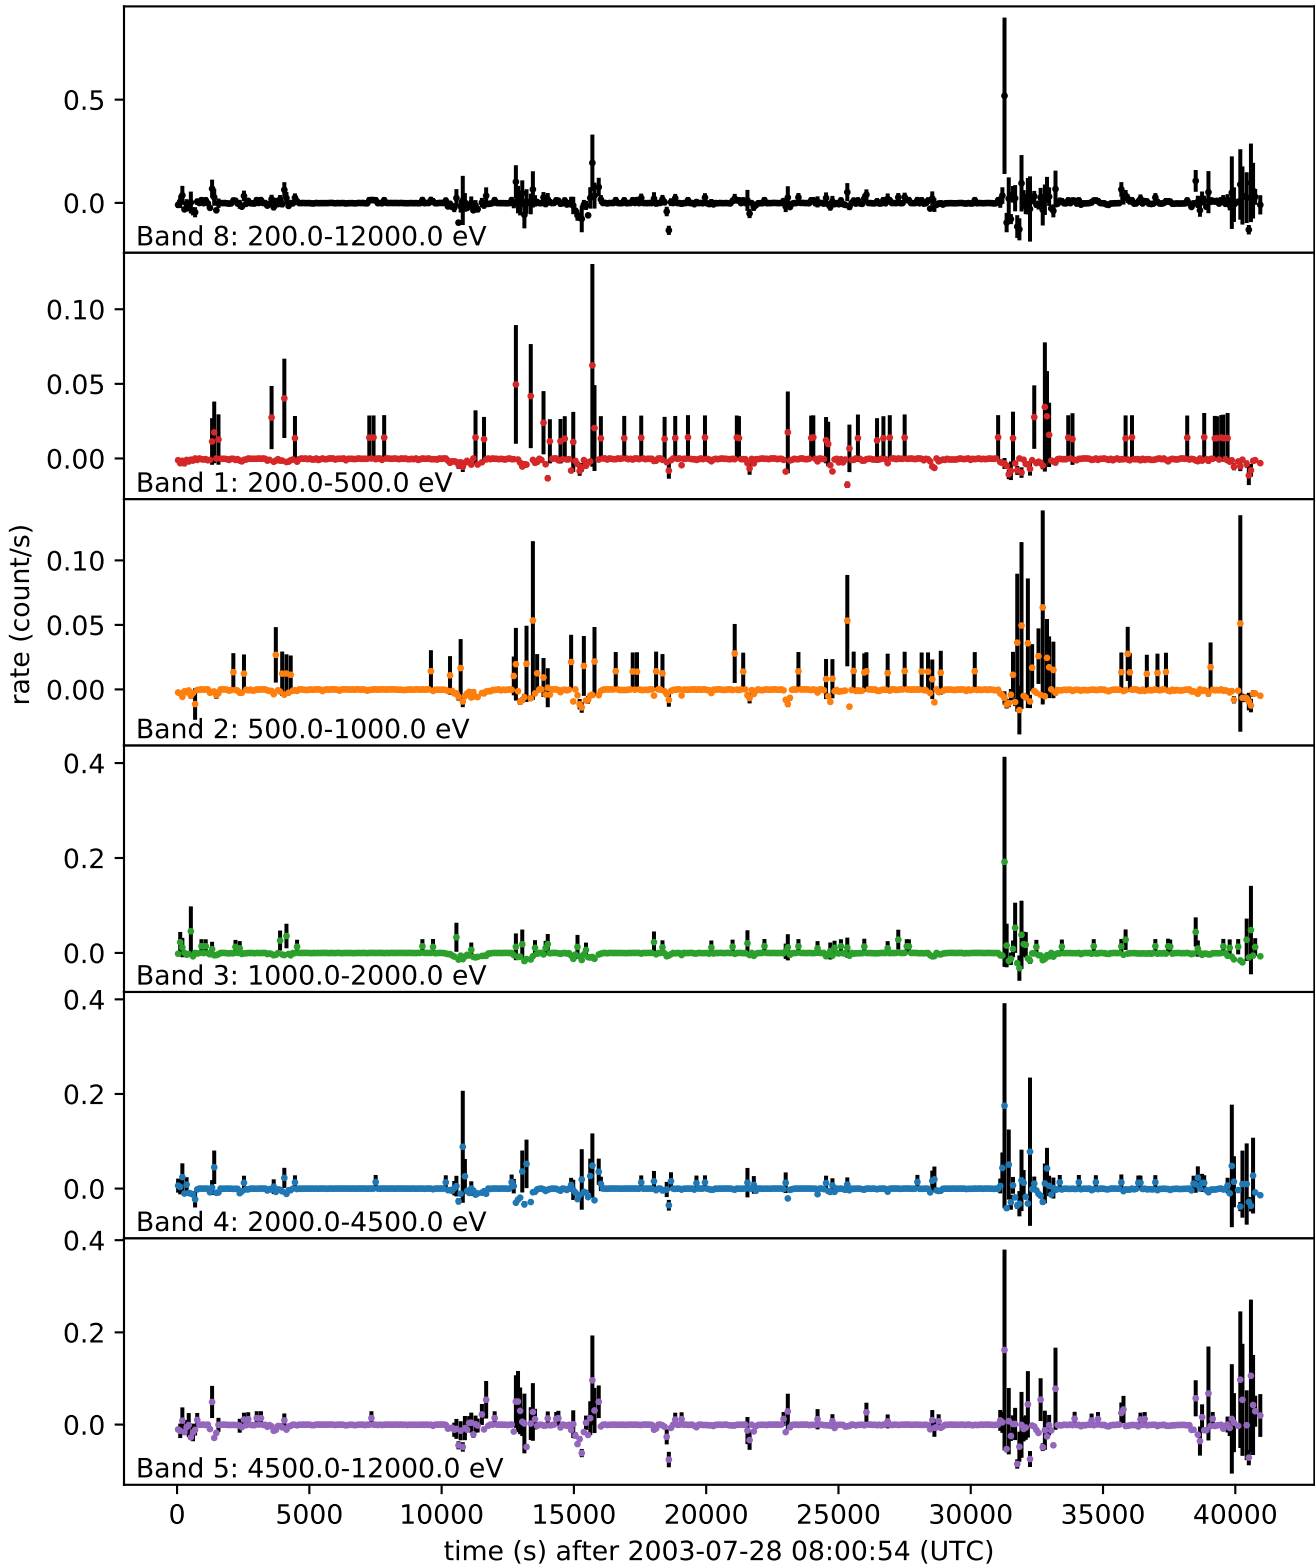 0.5
0.0
Band 8: 200.0-12000.0 eV
0.10
0.05
0.00
Band 1: 200.0-500.0 eV
rate (count/s)
0.10
0.05
0.00
Band 2: 500.0-1000.0 eV
0.4
0.2
0.0
Band 3: 1000.0-2000.0 eV
0.4
0.2
0.0
Band 4: 2000.0-4500.0 eV
0.4
0.2
0.0
Band 5: 4500.0-12000.0 eV
0 5000 10000 15000 20000 25000 30000 35000 40000
time (s) after 2003-07-28 08:00:54 (UTC)